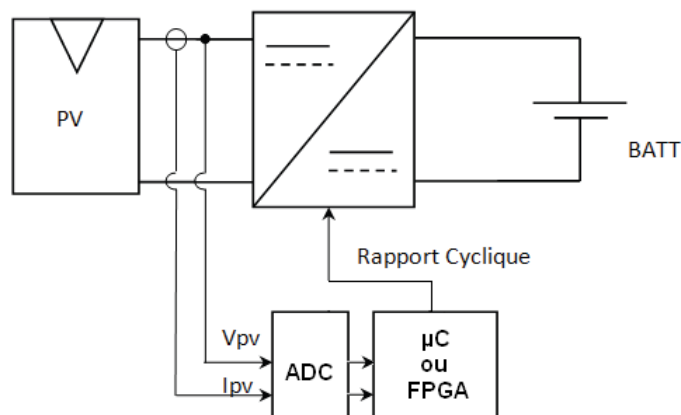 PV
BATT
Rapport Cyclique
Vpv
Ipv
ADC
µC
ou
FPGA